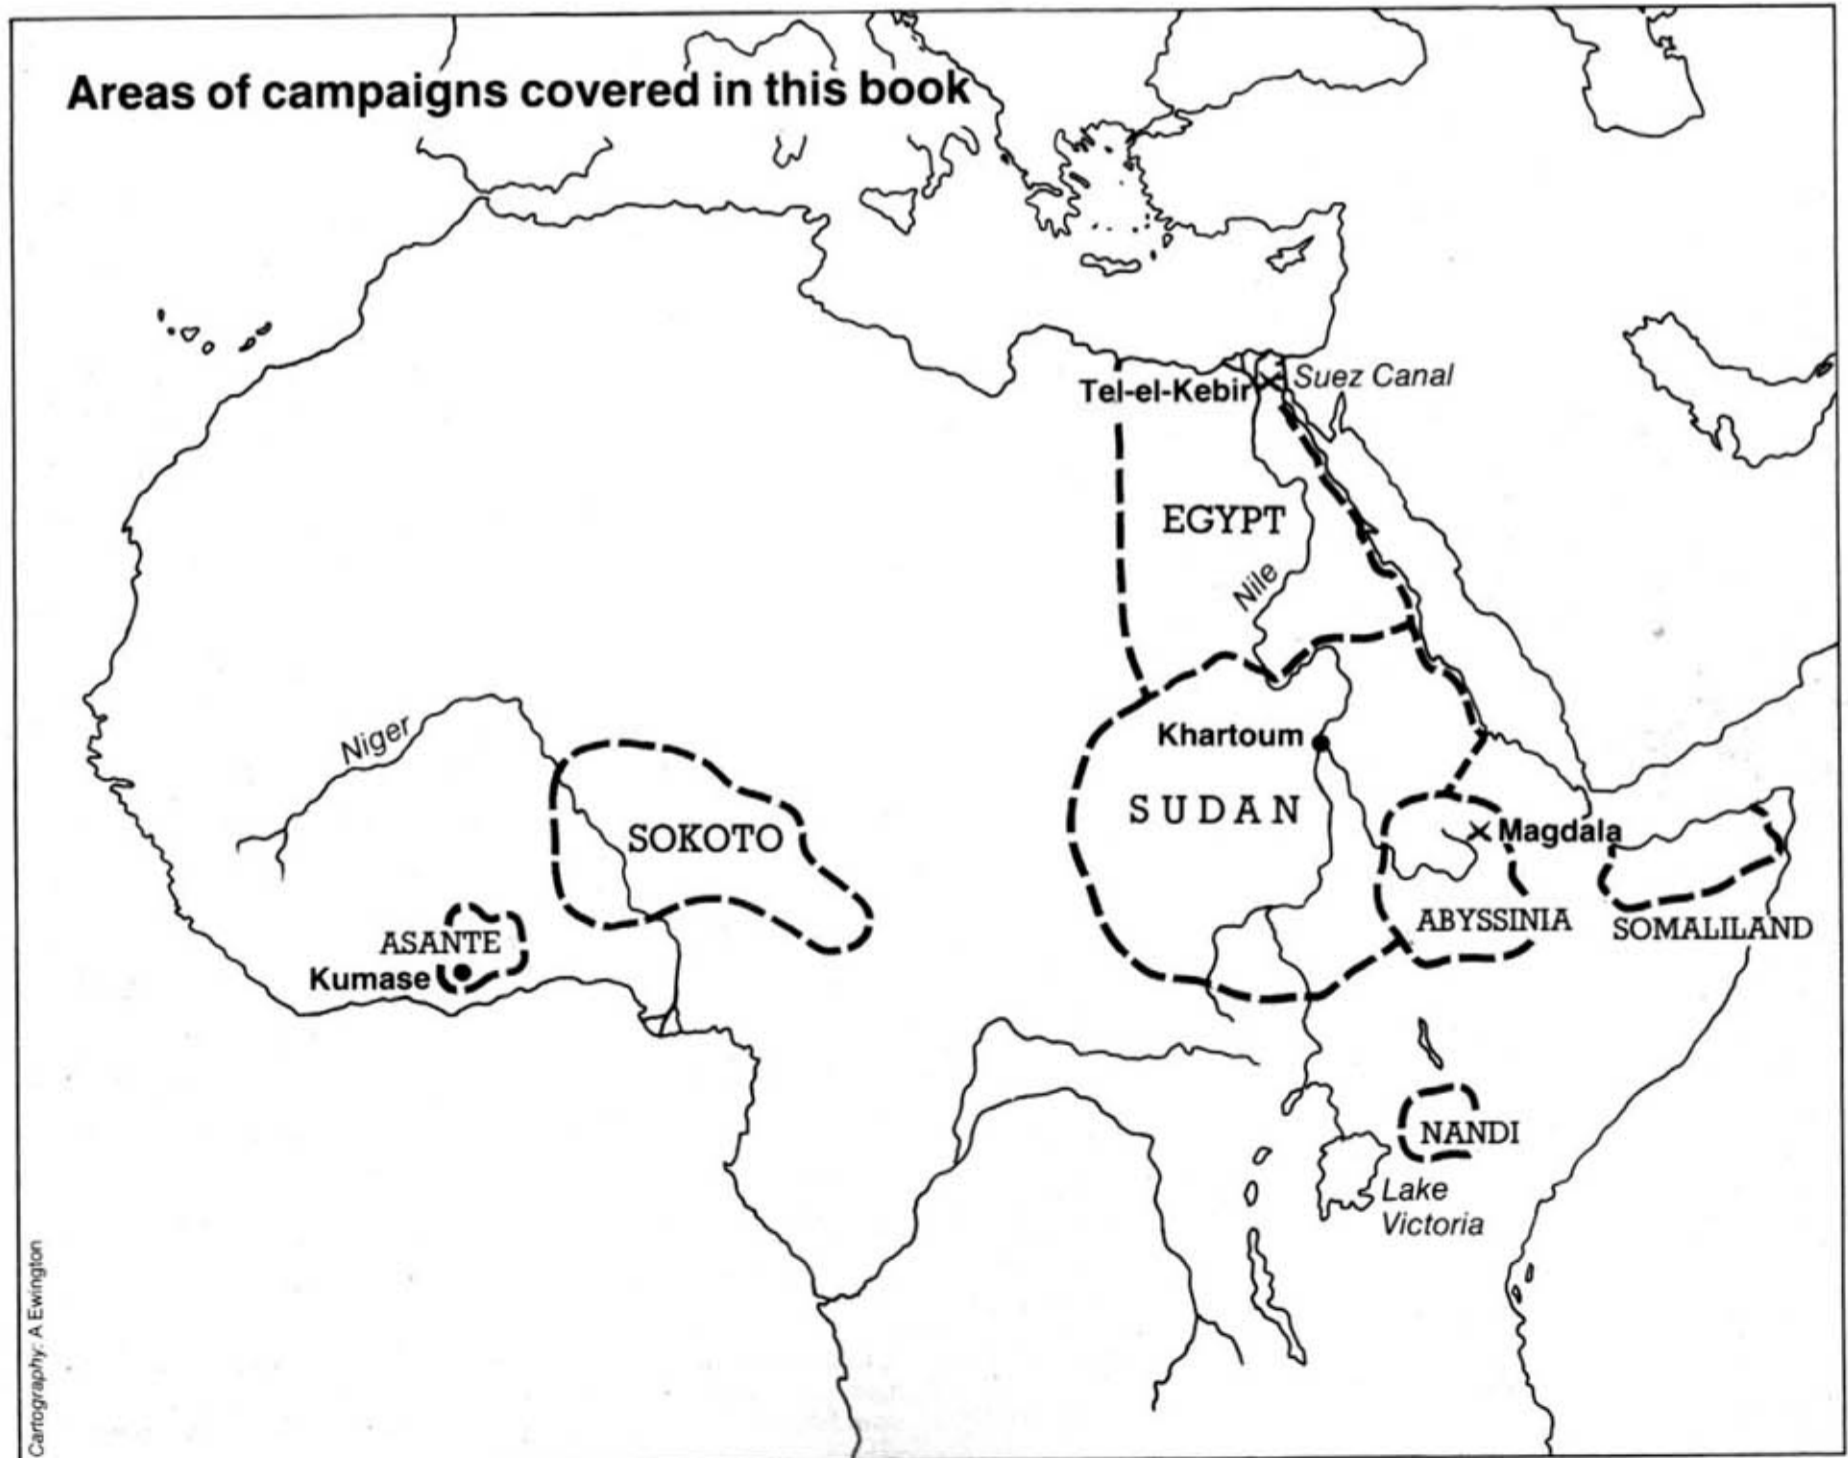 Areas of campaigns covered in this book
Tel-el-Kebir
Suez Canal
EGYPT
Nile
Niger
Khartoum
SUDAN
SOKOTO
Magdala
ASANTE
Kumase
ABYSSINIA
SOMALILAND
NANDI
Lake
Victoria
Cartography: A Ewington